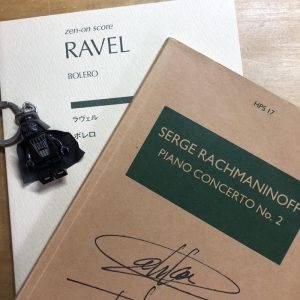 zen-on score
RAVEL
BOLERO
ラヴェル
ボレロ
HPS 17
SERGE RACHMANINOFF
PIANO CONCERTO No. 2